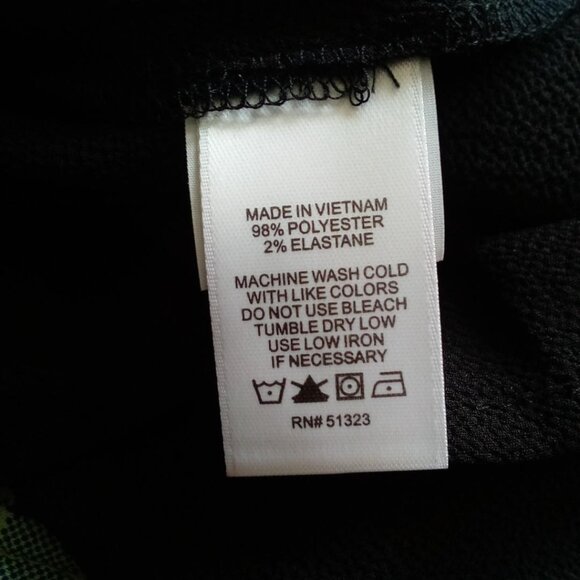 MADE IN VIETNAM
98% POLYESTER
2% ELASTANE
MACHINE WASH COLD
WITH LIKE COLORS
DO NOT USE BLEACH
TUMBLE DRY LOW
USE LOW IRON
IF NECESSARY
RN# 51323